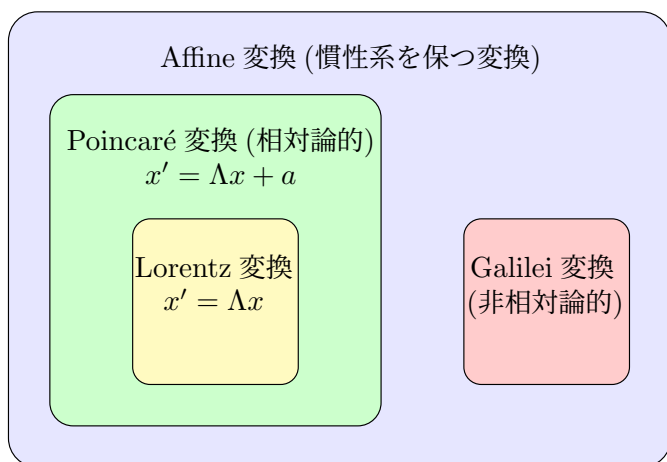 Affine 変換 (慣性系を保つ変換)
Poincaré 変換 (相対論的)
x′ = Λx + a
Lorentz 変換
x′ = Λx
Galilei 変換
(非相対論的)